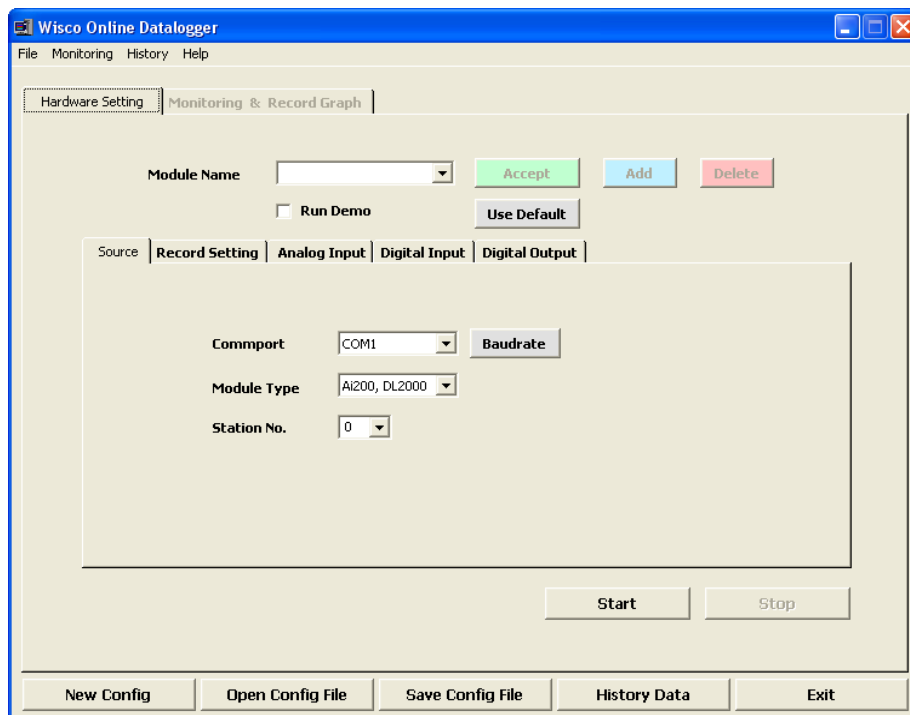 Wisco Online Datalogger
File Monitoring History Help
Hardware Setting Monitoring & Record Graph
Module Name Accept Add Delete
Run Demo Use Default
Source Record Setting Analog Input Digital Input Digital Output
Commport COM1 Baudrate
Module Type Ai200, DL2000
Station No. 0
Start Stop
New Config Open Config File Save Config File History Data Exit